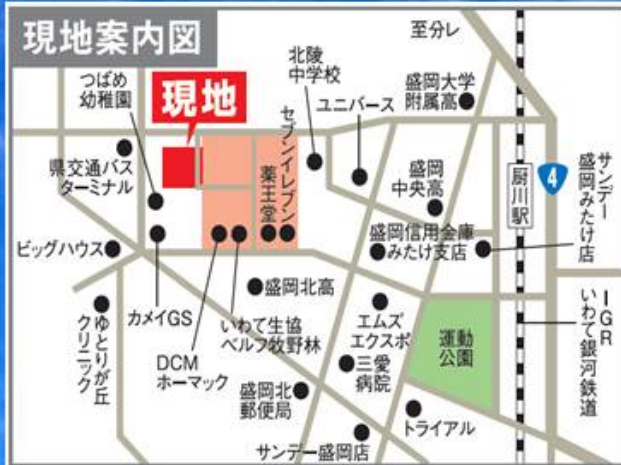 現地案内図
至分レ
北陵
中学校
盛岡大学
附属高
つばめ
幼稚園
現地
セブンイレブン
ユニバース
県交通バス
ターミナル
薬王堂
盛岡
中央高
厨川駅
4
サンデー
盛岡みたけ店
ビッグハウス
盛岡信用金庫
みたけ支店
カメイGS
盛岡北高
いわて生協
ベルフ牧野林
エムズ
エクスポ
運動
公園
IGR
いわて銀河鉄道
ゆとりが丘
クリニック
DCM
ホーマック
三愛
病院
盛岡北
郵便局
トライアル
サンデー盛岡店